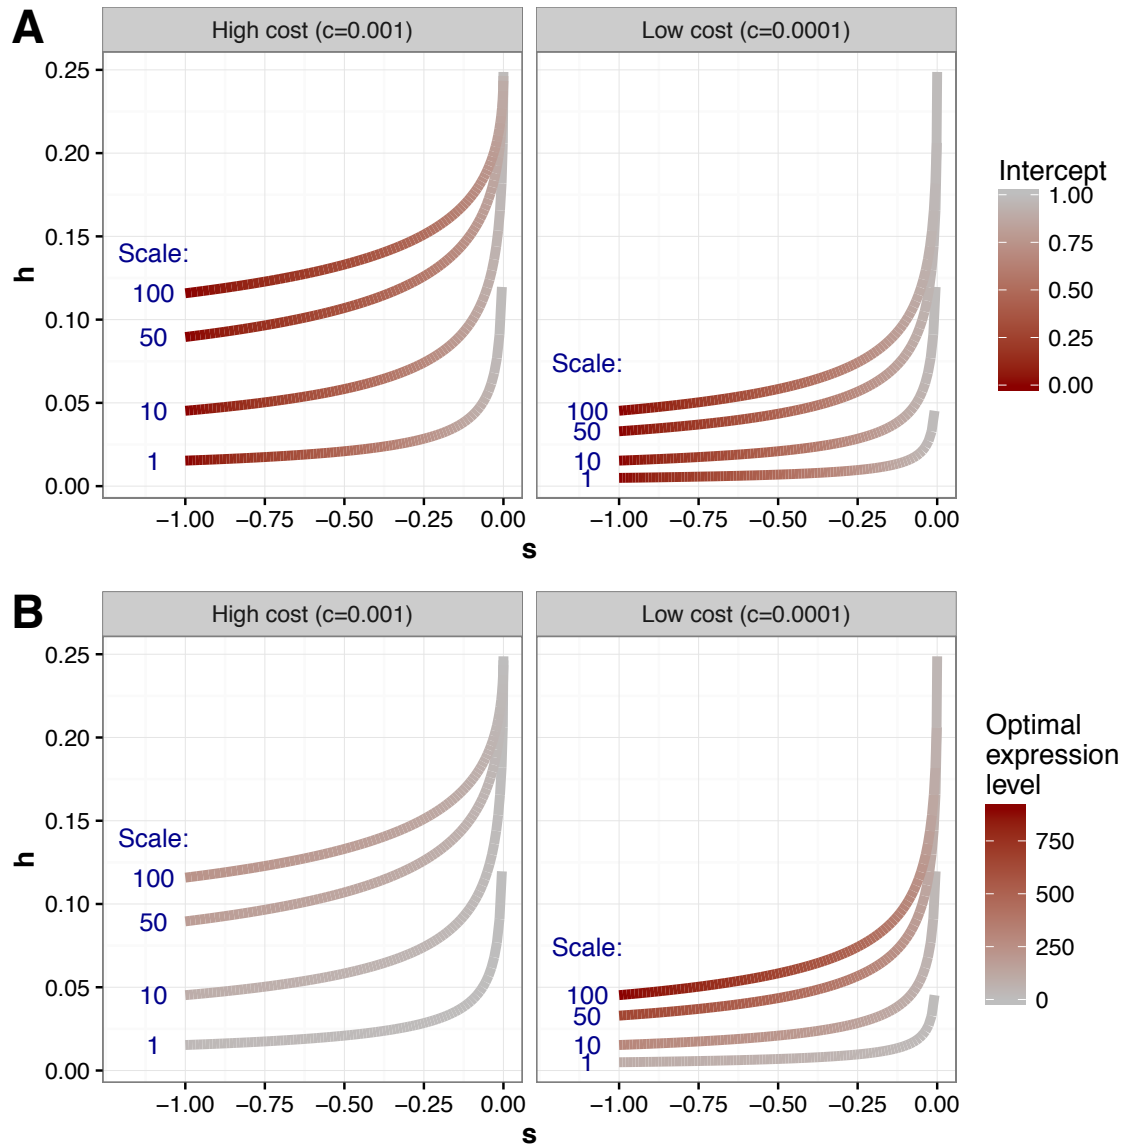 A
High cost (c=0.001)
Low cost (c=0.0001)
0.25
0.20
0.15
0.10
0.05
0.00
h
Scale:
100
50
10
1
Scale:
100
50
10
1
−1.00 −0.75 −0.50 −0.25 0.00
−1.00 −0.75 −0.50 −0.25 0.00
s
Intercept
1.00
0.75
0.50
0.25
0.00
B
High cost (c=0.001)
Low cost (c=0.0001)
0.25
0.20
0.15
0.10
0.05
0.00
h
Scale:
100
50
10
1
Scale:
100
50
10
1
−1.00 −0.75 −0.50 −0.25 0.00
−1.00 −0.75 −0.50 −0.25 0.00
s
Optimal
expression
level
750
500
250
0